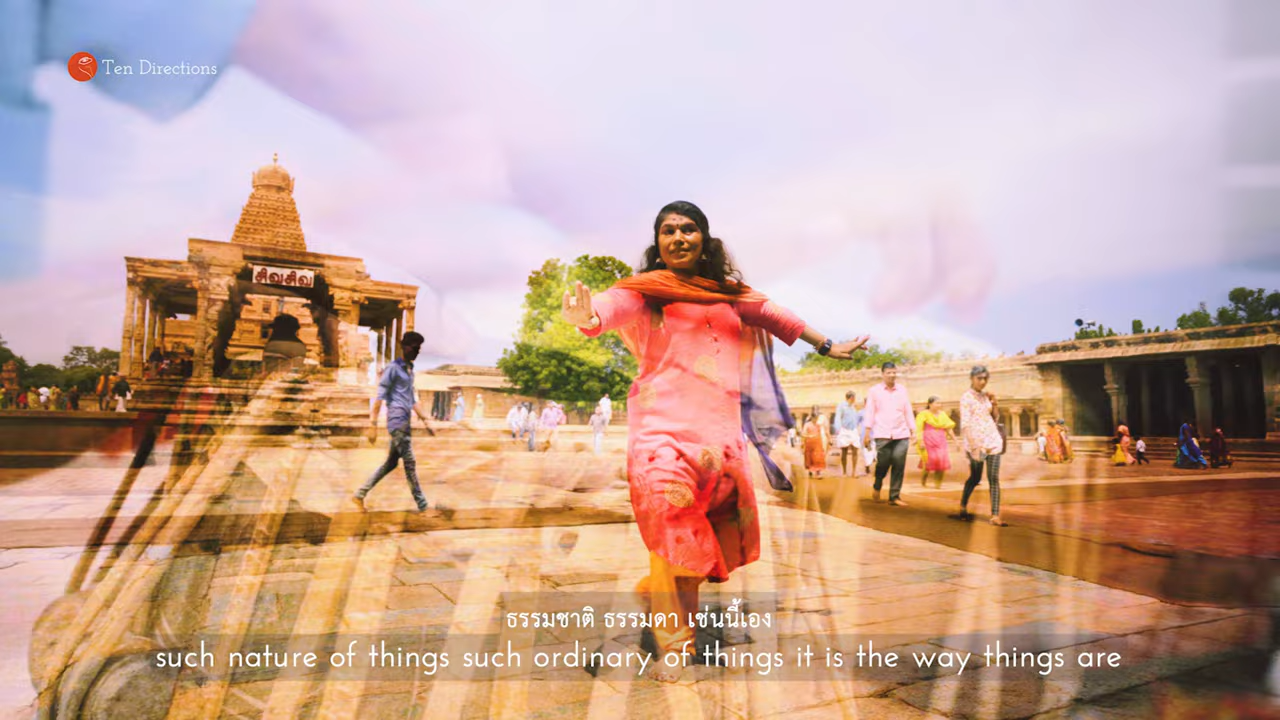 Ten Directions
சிவசிவ
ธรรมชาติ ธรรมดา เช่นนี้เอง
such nature of things such ordinary of things it is the way things are